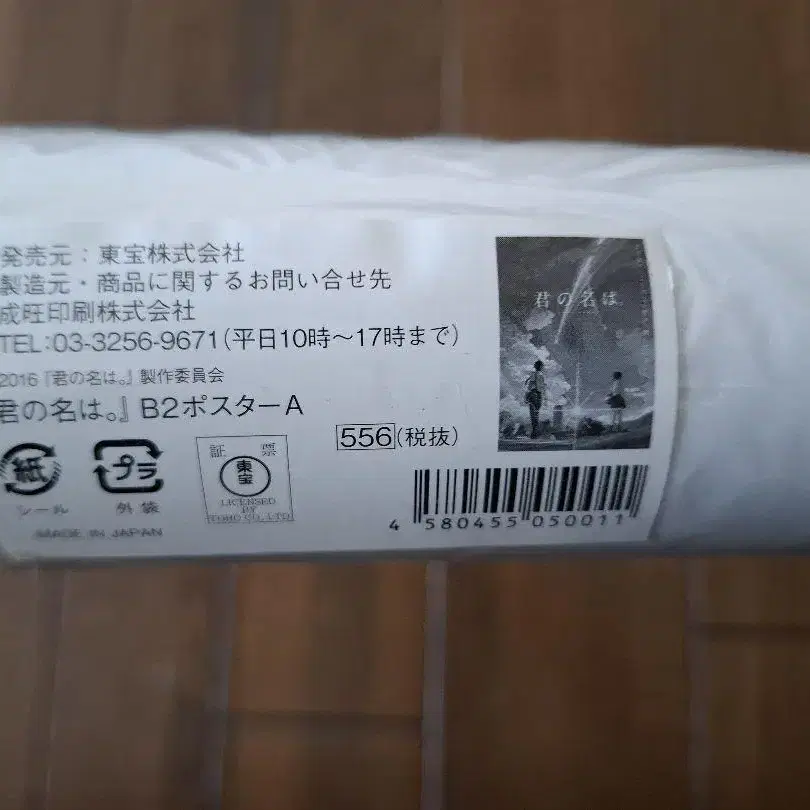 発売元：東宝株式会社
製造元・商品に関するお問い合せ先
成旺印刷株式会社
TEL:03-3256-9671(平日10時～17時まで)
2016『君の名は。』製作委員会
君の名は。』B2ポスターA
556(税抜)
紙
シール
プラ
外袋
証 票
東宝
LICENSED
BY
TOHO CO., LTD.
MADE IN JAPAN
君の名は。
4 580455 050011